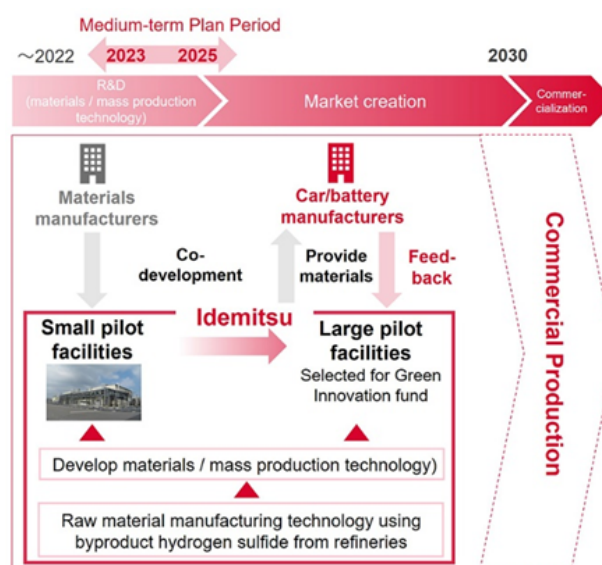 Medium-term Plan Period
～2022
2023
2025
2030
R&D
(materials / mass production
technology)
Market creation
Commer-
cialization
Materials
manufacturers
Car/battery
manufacturers
Co-
development
Provide
materials
Feed-
back
Idemitsu
Small pilot
facilities
Large pilot
facilities
Selected for Green
Innovation fund
Develop materials / mass production technology)
Raw material manufacturing technology using
byproduct hydrogen sulfide from refineries
Commercial Production